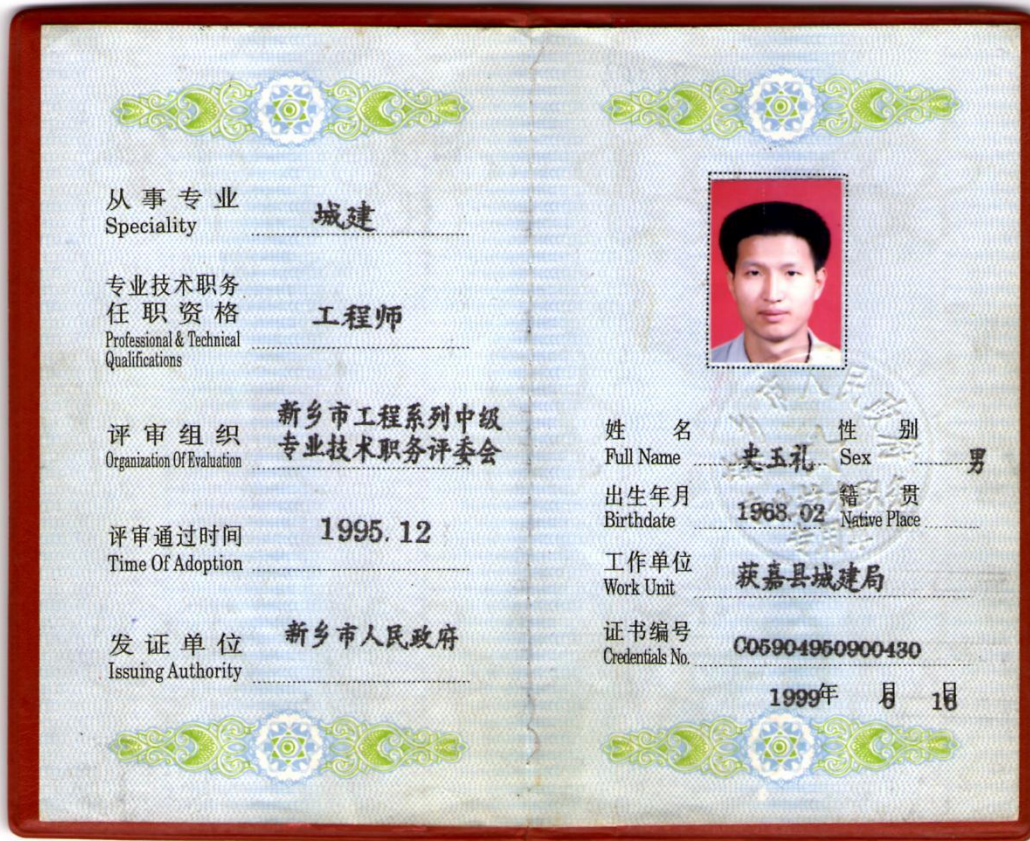 从事专业 城建
Speciality
专业技术职务
任职资格 工程师
Professional & Technical
Qualifications
新乡市工程系列中级
评审组织 专业技术职务评委会
Organization Of Evaluation
评审通过时间 1995.12
Time Of Adoption
发证单位 新乡市人民政府
Issuing Authority
姓名 史玉礼 性别 男
Full Name Sex
出生年月 1968.02 籍贯
Birthdate Native Place
工作单位 获嘉县城建局
Work Unit
证书编号 C05904950900430
Credentials No.
1999年 6月 日